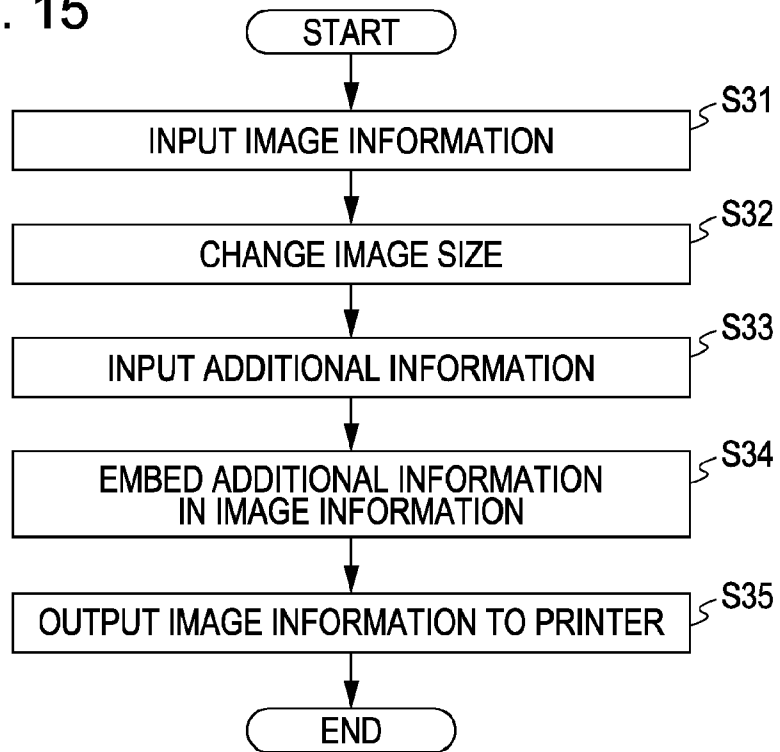 . 15
START
INPUT IMAGE INFORMATION
S31
CHANGE IMAGE SIZE
S32
INPUT ADDITIONAL INFORMATION
S33
EMBED ADDITIONAL INFORMATION
IN IMAGE INFORMATION
S34
OUTPUT IMAGE INFORMATION TO PRINTER
S35
END